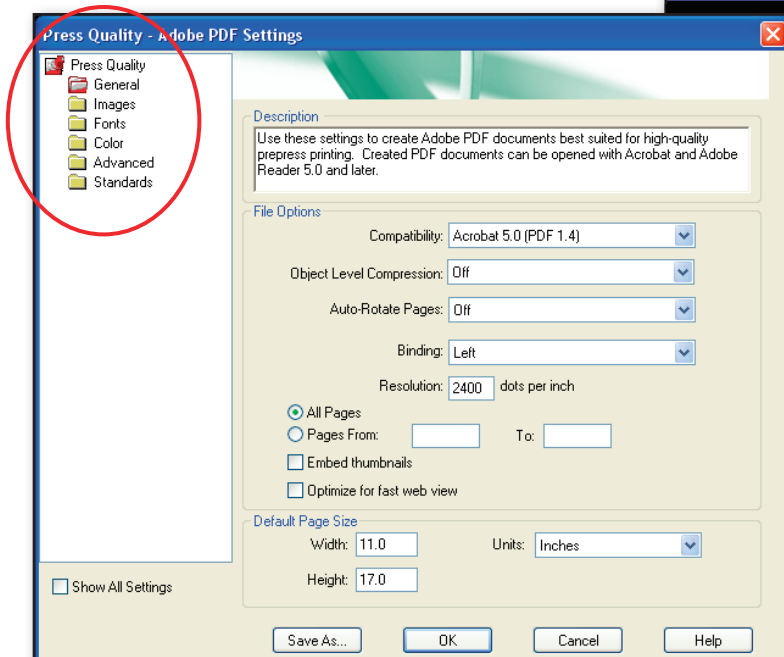 Press Quality - Adobe PDF Settings
Press Quality
General
Images
Fonts
Color
Advanced
Standards
Description
Use these settings to create Adobe PDF documents best suited for high-quality
prepress printing. Created PDF documents can be opened with Acrobat and Adobe
Reader 5.0 and later.
File Options
Compatibility: Acrobat 5.0 (PDF 1.4)
Object Level Compression: Off
Auto-Rotate Pages: Off
Binding: Left
Resolution: 2400 dots per inch
All Pages
Pages From: To:
Embed thumbnails
Optimize for fast web view
Default Page Size
Width: 11.0 Units: Inches
Height: 17.0
Show All Settings
Save As... OK Cancel Help